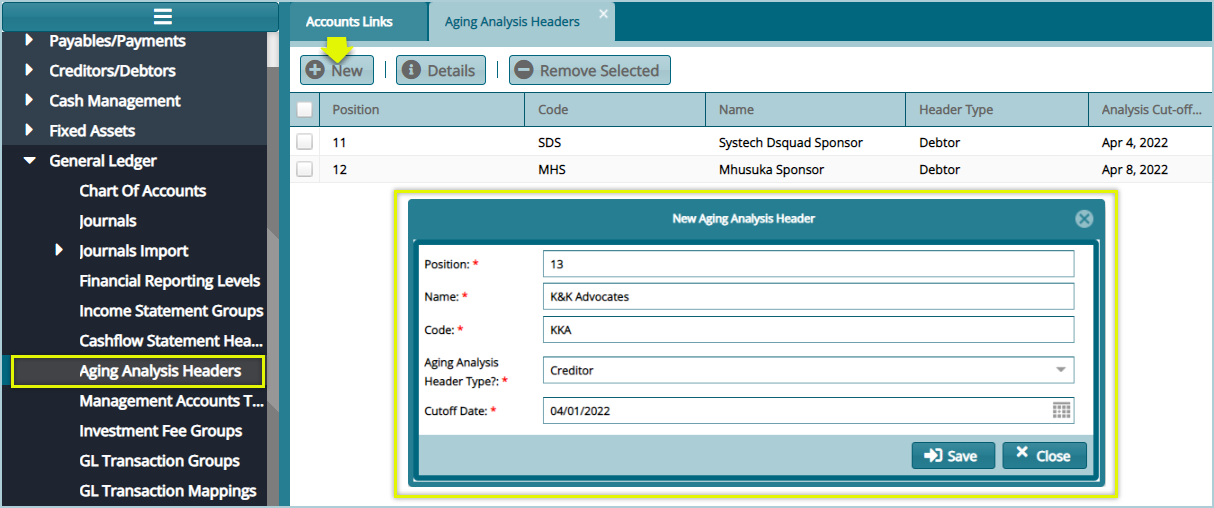 Payables/Payments
Creditors/Debtors
Cash Management
Fixed Assets
General Ledger
Chart Of Accounts
Journals
Journals Import
Financial Reporting Levels
Income Statement Groups
Cashflow Statement Hea...
Aging Analysis Headers
Management Accounts T...
Investment Fee Groups
GL Transaction Groups
GL Transaction Mappings
Accounts Links Aging Analysis Headers
New Details Remove Selected
Position Code Name Header Type Analysis Cut-off...
11 SDS Systech Dsquad Sponsor Debtor Apr 4, 2022
12 MHS Mhusuka Sponsor Debtor Apr 8, 2022
New Aging Analysis Header
Position: * 13
Name: * K&K Advocates
Code: * KKA
Aging Analysis
Header Type?: * Creditor
Cutoff Date: * 04/01/2022
Save Close